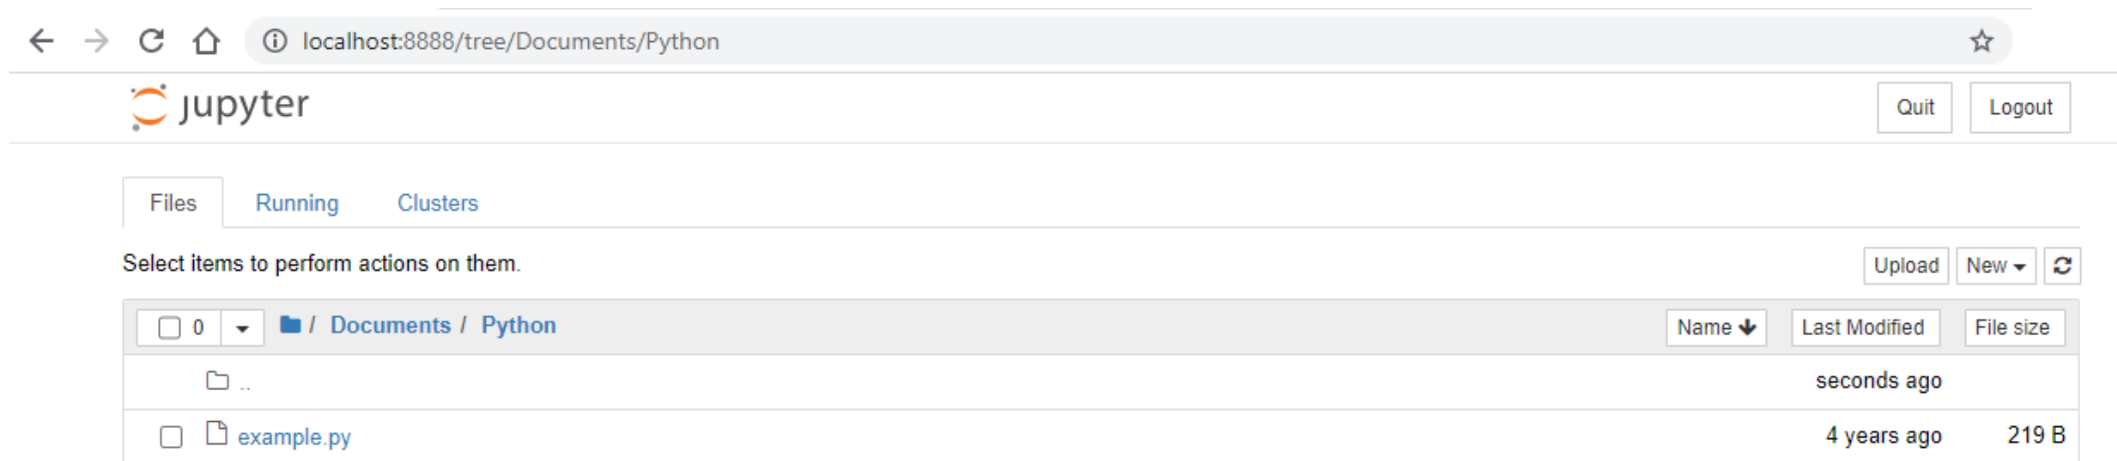 localhost:8888/tree/Documents/Python
jupyter
Quit Logout
Files Running Clusters
Select items to perform actions on them.
Upload New
0 / Documents / Python Name Last Modified File size
.. seconds ago
example.py 4 years ago 219 B